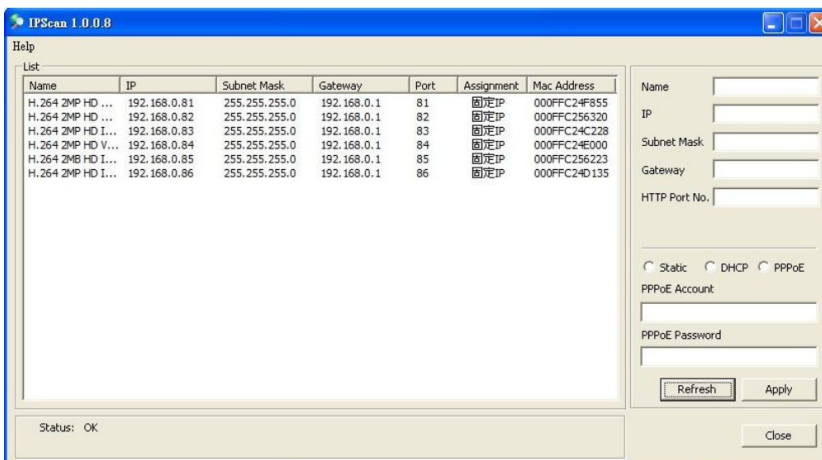 IPScan 1.0.0.8
Help
List
Name IP Subnet Mask Gateway Port Assignment Mac Address
H.264 2MP HD ... 192.168.0.81 255.255.255.0 192.168.0.1 81 固定IP 000FFC24F855
H.264 2MP HD ... 192.168.0.82 255.255.255.0 192.168.0.1 82 固定IP 000FFC256320
H.264 2MP HD I... 192.168.0.83 255.255.255.0 192.168.0.1 83 固定IP 000FFC24C228
H.264 2MP HD V... 192.168.0.84 255.255.255.0 192.168.0.1 84 固定IP 000FFC24E000
H.264 2MB HD I... 192.168.0.85 255.255.255.0 192.168.0.1 85 固定IP 000FFC256223
H.264 2MP HD I... 192.168.0.86 255.255.255.0 192.168.0.1 86 固定IP 000FFC24D135
Name
IP
Subnet Mask
Gateway
HTTP Port No.
Static DHCP PPPoE
PPPoE Account
PPPoE Password
Refresh Apply
Status: OK
Close